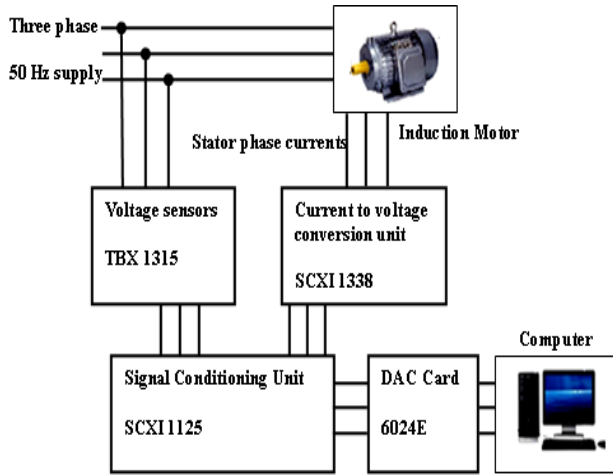 Three phase
50 Hz supply
Stator phase currents
Induction Motor
Voltage sensors
TBX 1315
Current to voltage
conversion unit
SCXI 1338
Signal Conditioning Unit
SCXI 1125
DAC Card
6024E
Computer